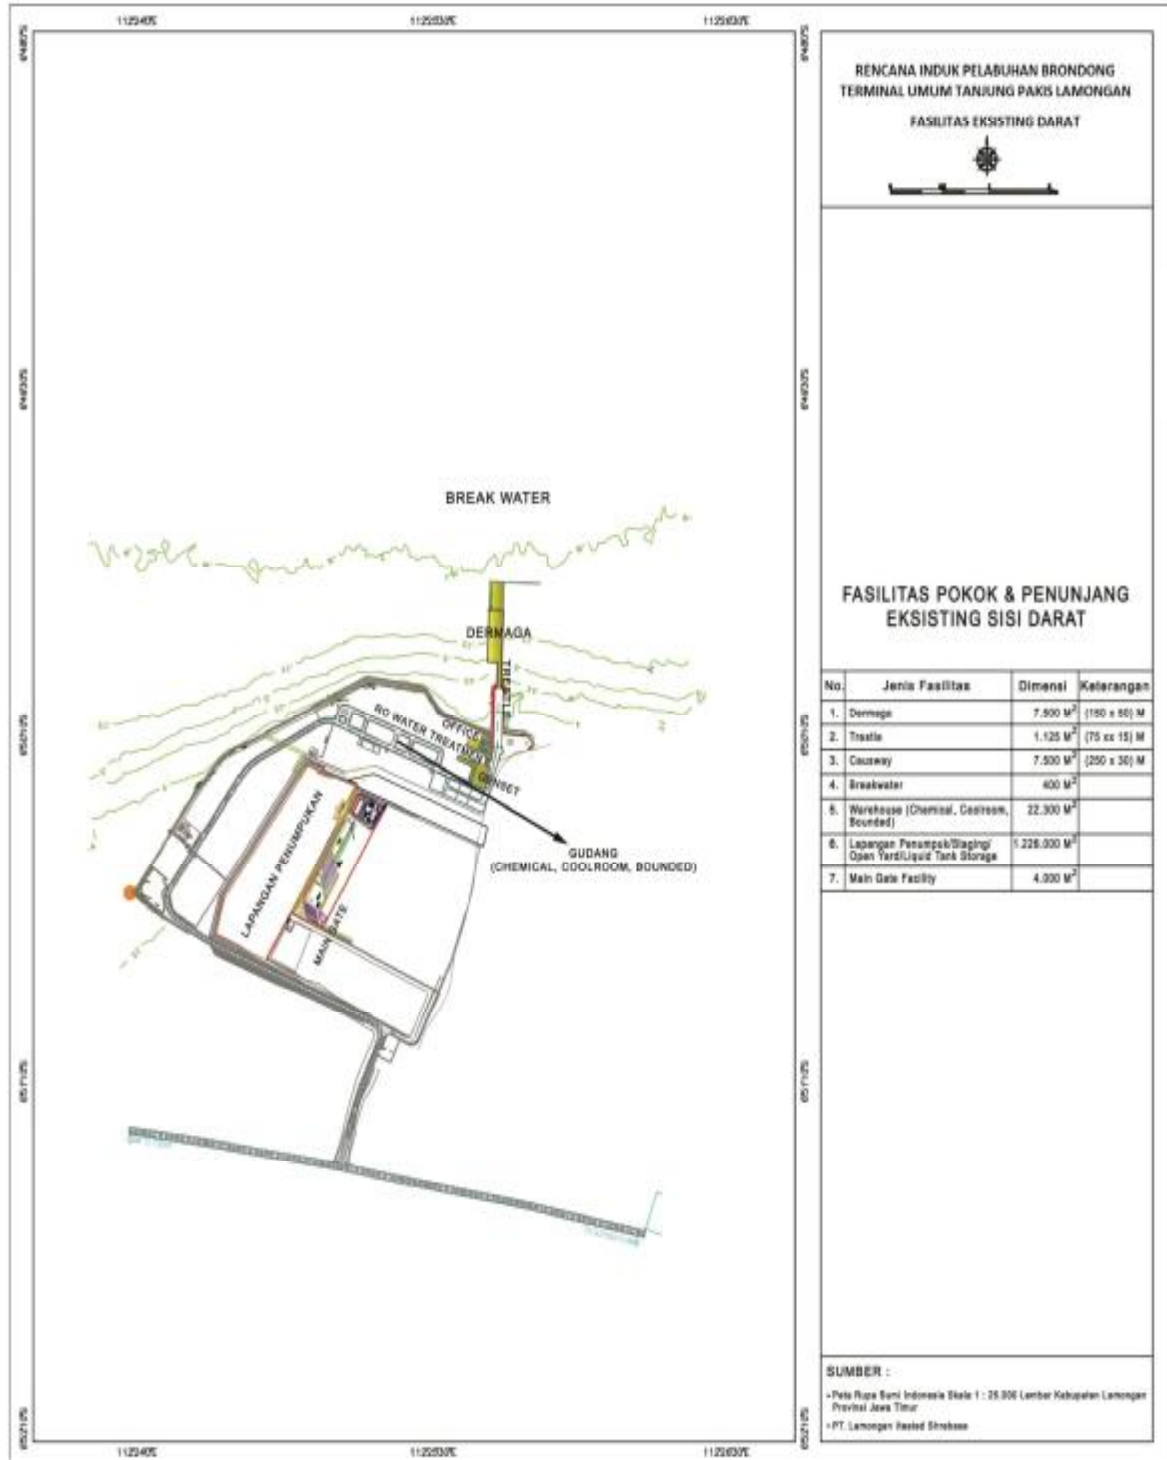 RENCANA INDUK PELABUHAN BRONDONG
TERMINAL UMUM TANJUNG PAKIS LAMONGAN
FASILITAS EKSISTING DARAT
BREAK WATER
DERMAGA
TRESTLE
OFFICE
RO WATER TREATMENT
GENSET
LAPANGAN PENUMPUKAN
MAIN GATE
GUDANG
(CHEMICAL, COOLROOM, BOUNDED)
FASILITAS POKOK & PENUNJANG
EKSISTING SISI DARAT
No. Jenis Fasilitas Dimensi Keterangan
1. Dermaga 7.500 M² (150 x 50) M
2. Trestle 1.125 M² (75 xx 15) M
3. Causway 7.500 M² (250 x 30) M
4. Breakwater 400 M²
5. Warehouse (Chemical, Coolroom,
Bounded) 22.300 M²
6. Lapangan Penumpuk/Staging/
Open Yard/Liquid Tank Storage 1.226.000 M²
7. Main Gate Facility 4.000 M²
SUMBER :
- Peta Rupa Bumi Indonesia Skala 1 : 25.000 Lembar Kabupaten Lamongan
Provinsi Jawa Timur
- PT. Lamongan